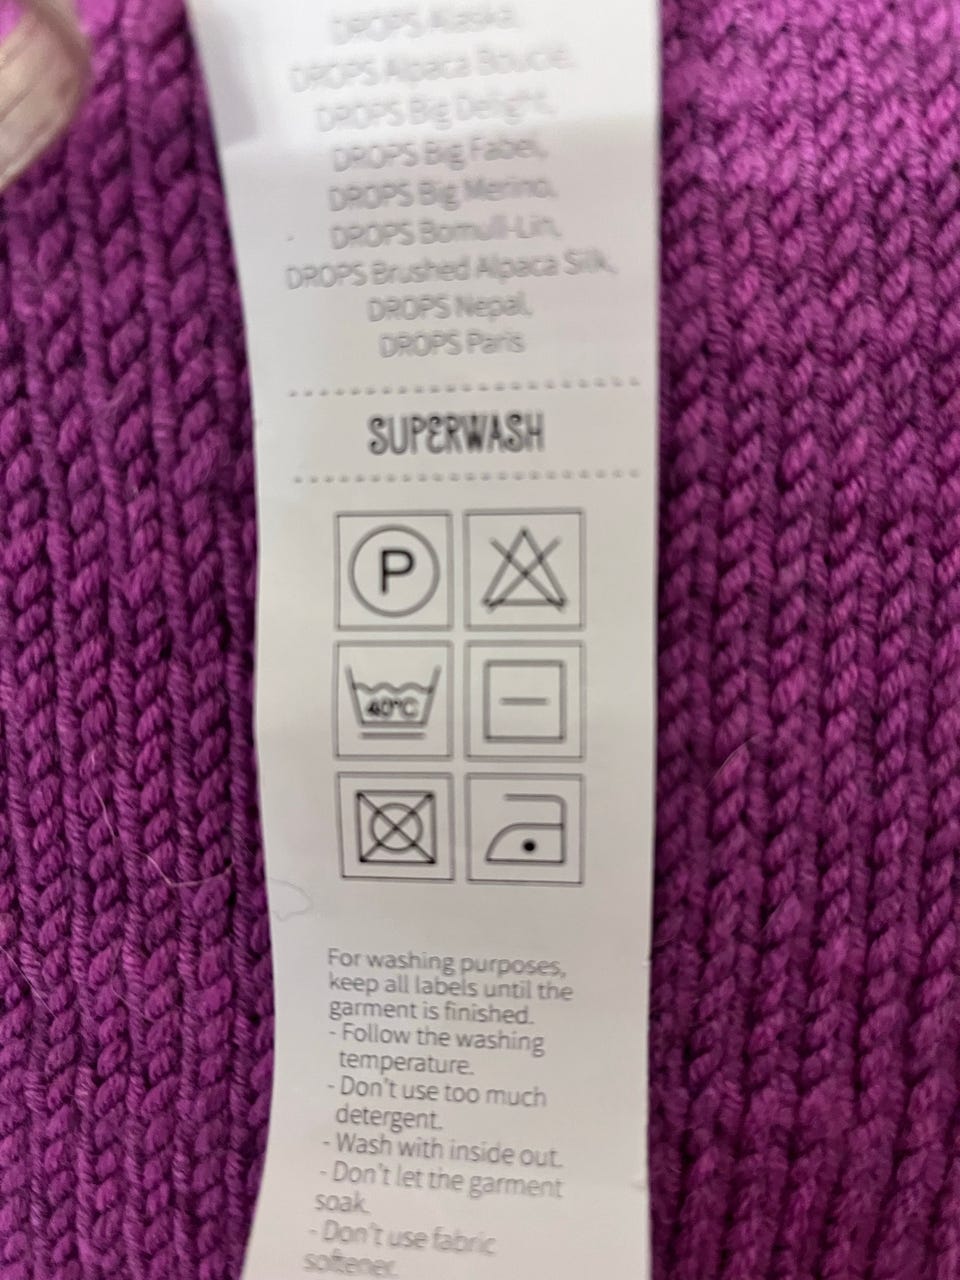 DROPS Alaska,
DROPS Alpaca Bouclé,
DROPS Big Delight,
DROPS Big Fabel,
DROPS Big Merino,
DROPS Bomull-Lin,
DROPS Brushed Alpaca Silk,
DROPS Nepal,
DROPS Paris
SUPERWASH
P
40°C
For washing purposes,
keep all labels until the
garment is finished.
- Follow the washing
temperature.
- Don't use too much
detergent.
- Wash with inside out.
- Don't let the garment
soak.
- Don't use fabric
softener.